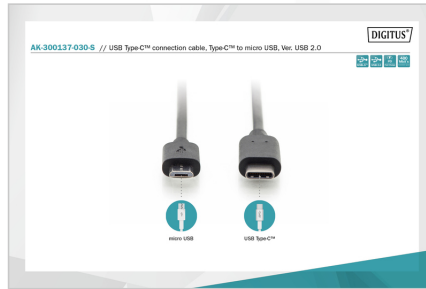 DIGITUS®
AK-300137-030-S // USB Type-C™ connection cable, Type-C™ to micro USB, Ver. USB 2.0
micro USB
USB Type-C™